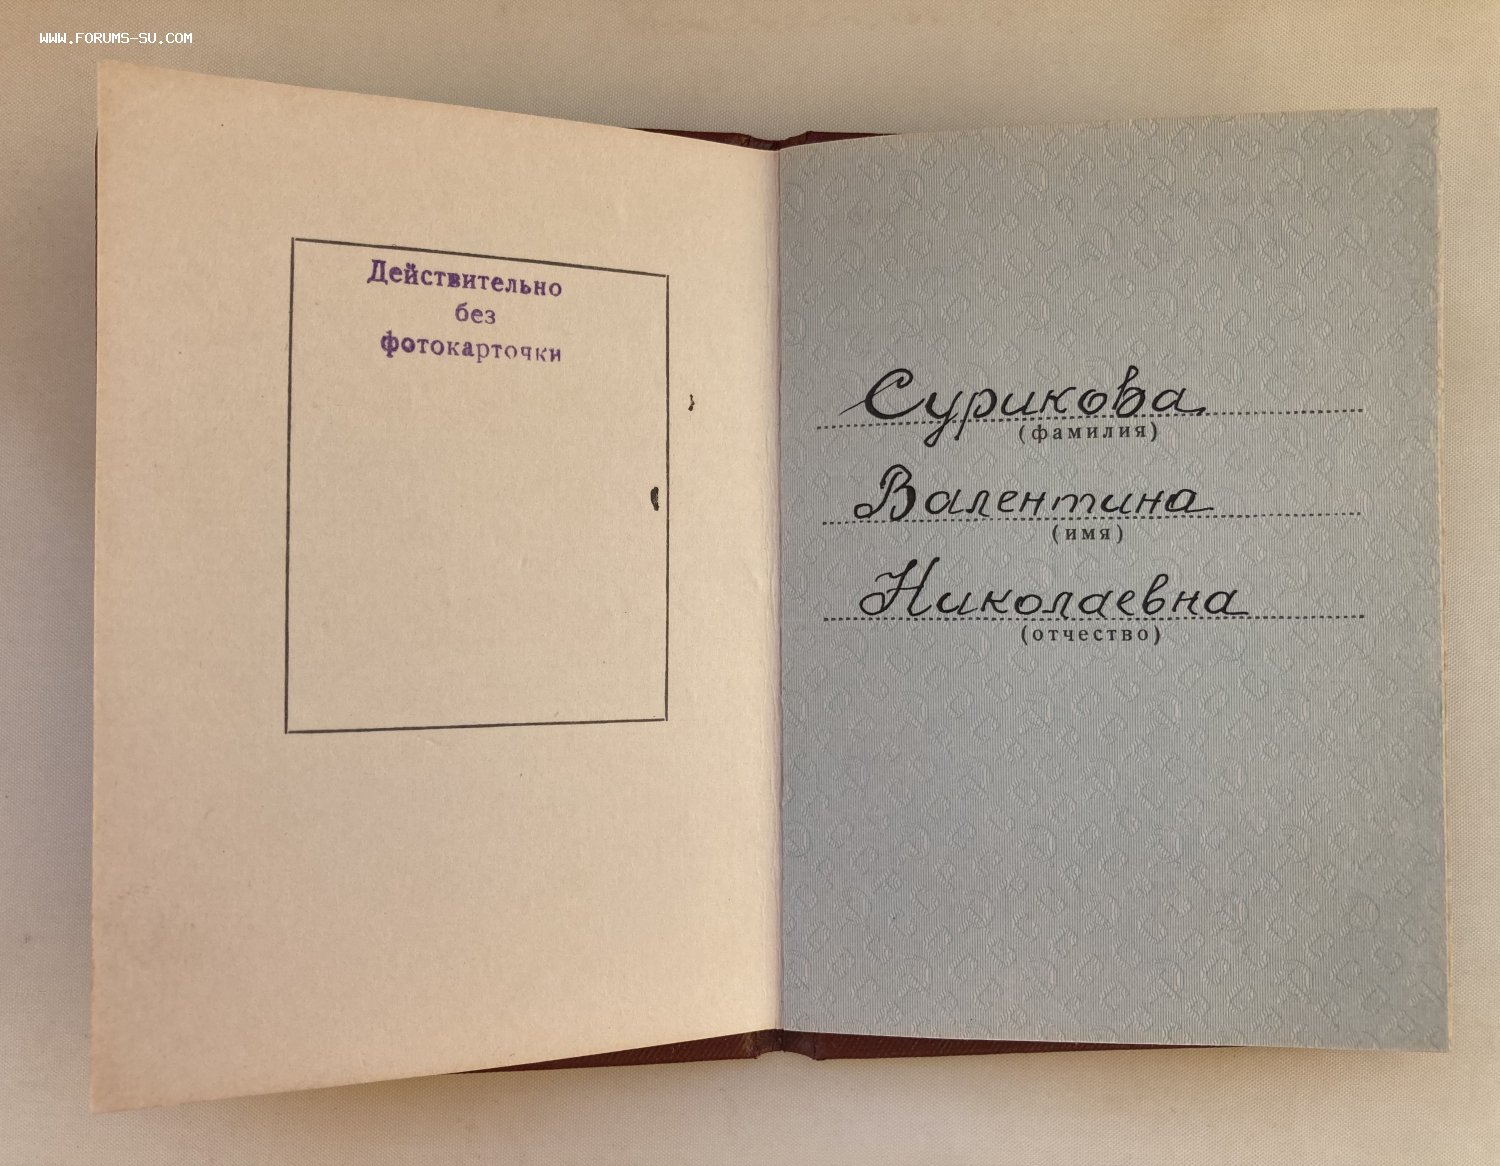 WWW.FORUMS-SU.COM
Действительно
без
фотокарточки
Сурикова
(фамилия)
Валентина
(имя)
Николаевна
(отчество)